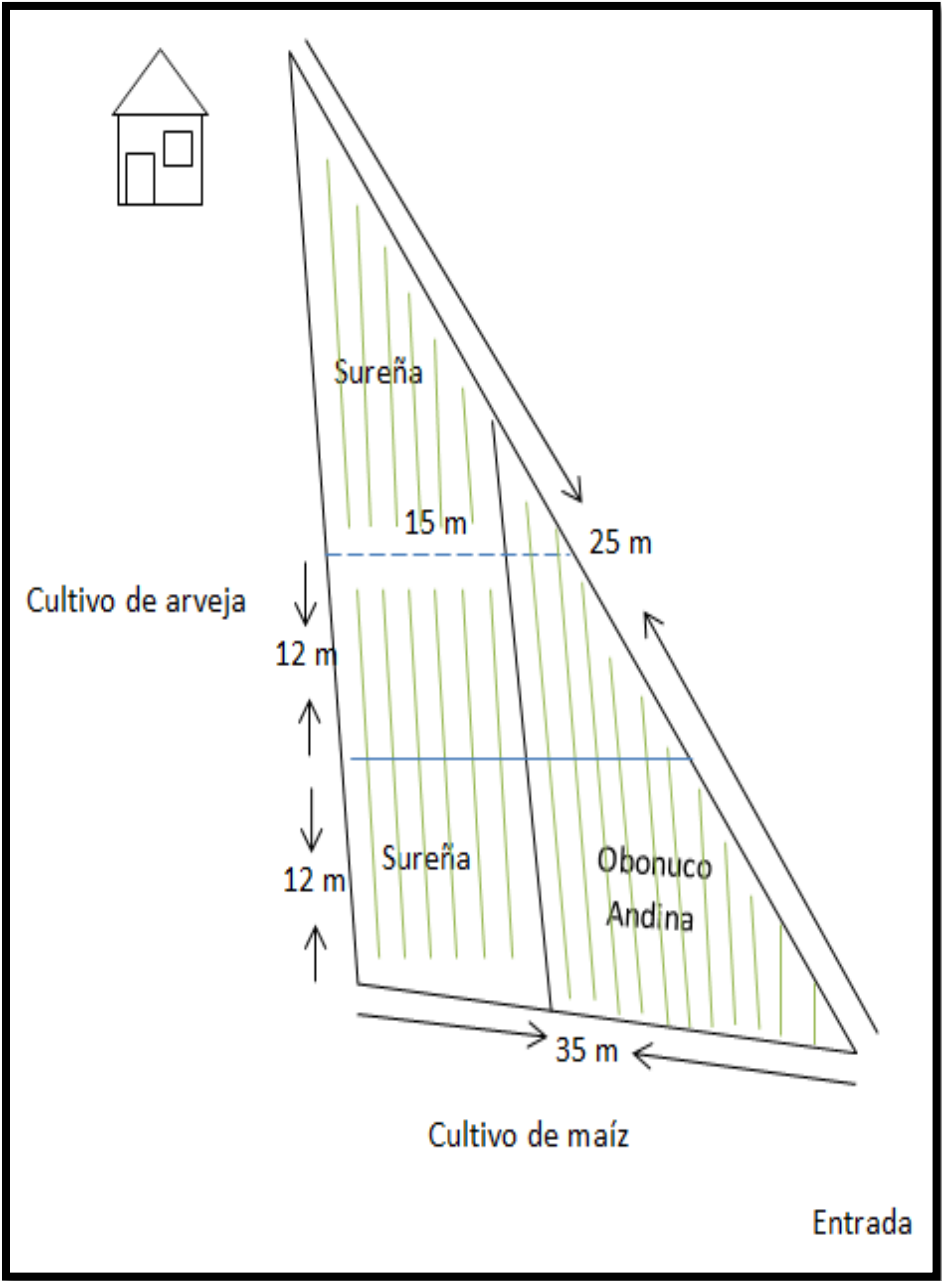 Sureña
15 m
25 m
Cultivo de arveja
12 m
Sureña
Obonuco
Andina
12 m
35 m
Cultivo de maíz
Entrada